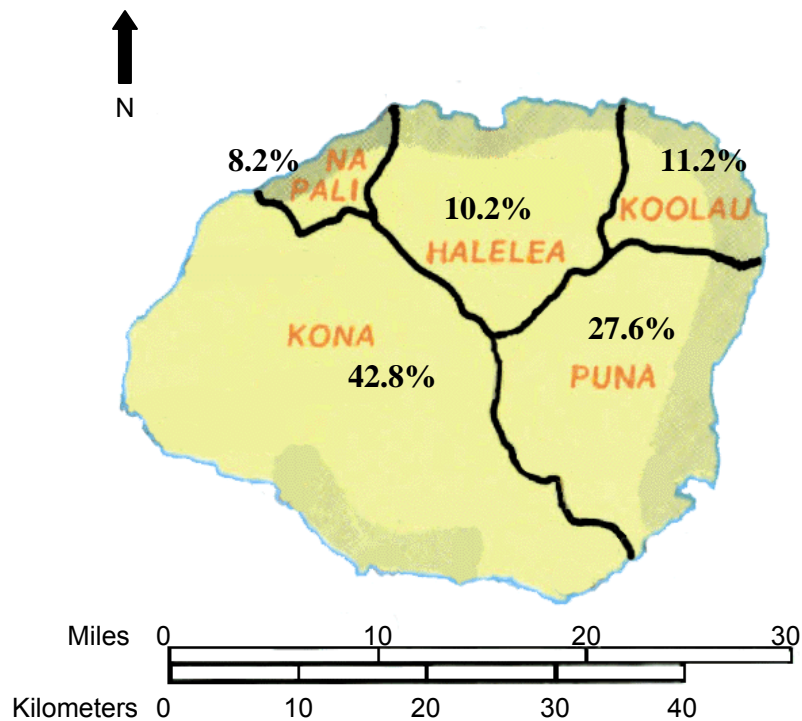 N
8.2%
NA
PALI
10.2%
HALELEA
11.2%
KOOLAU
KONA
42.8%
27.6%
PUNA
Miles 0 10 20 30
Kilometers 0 10 20 30 40